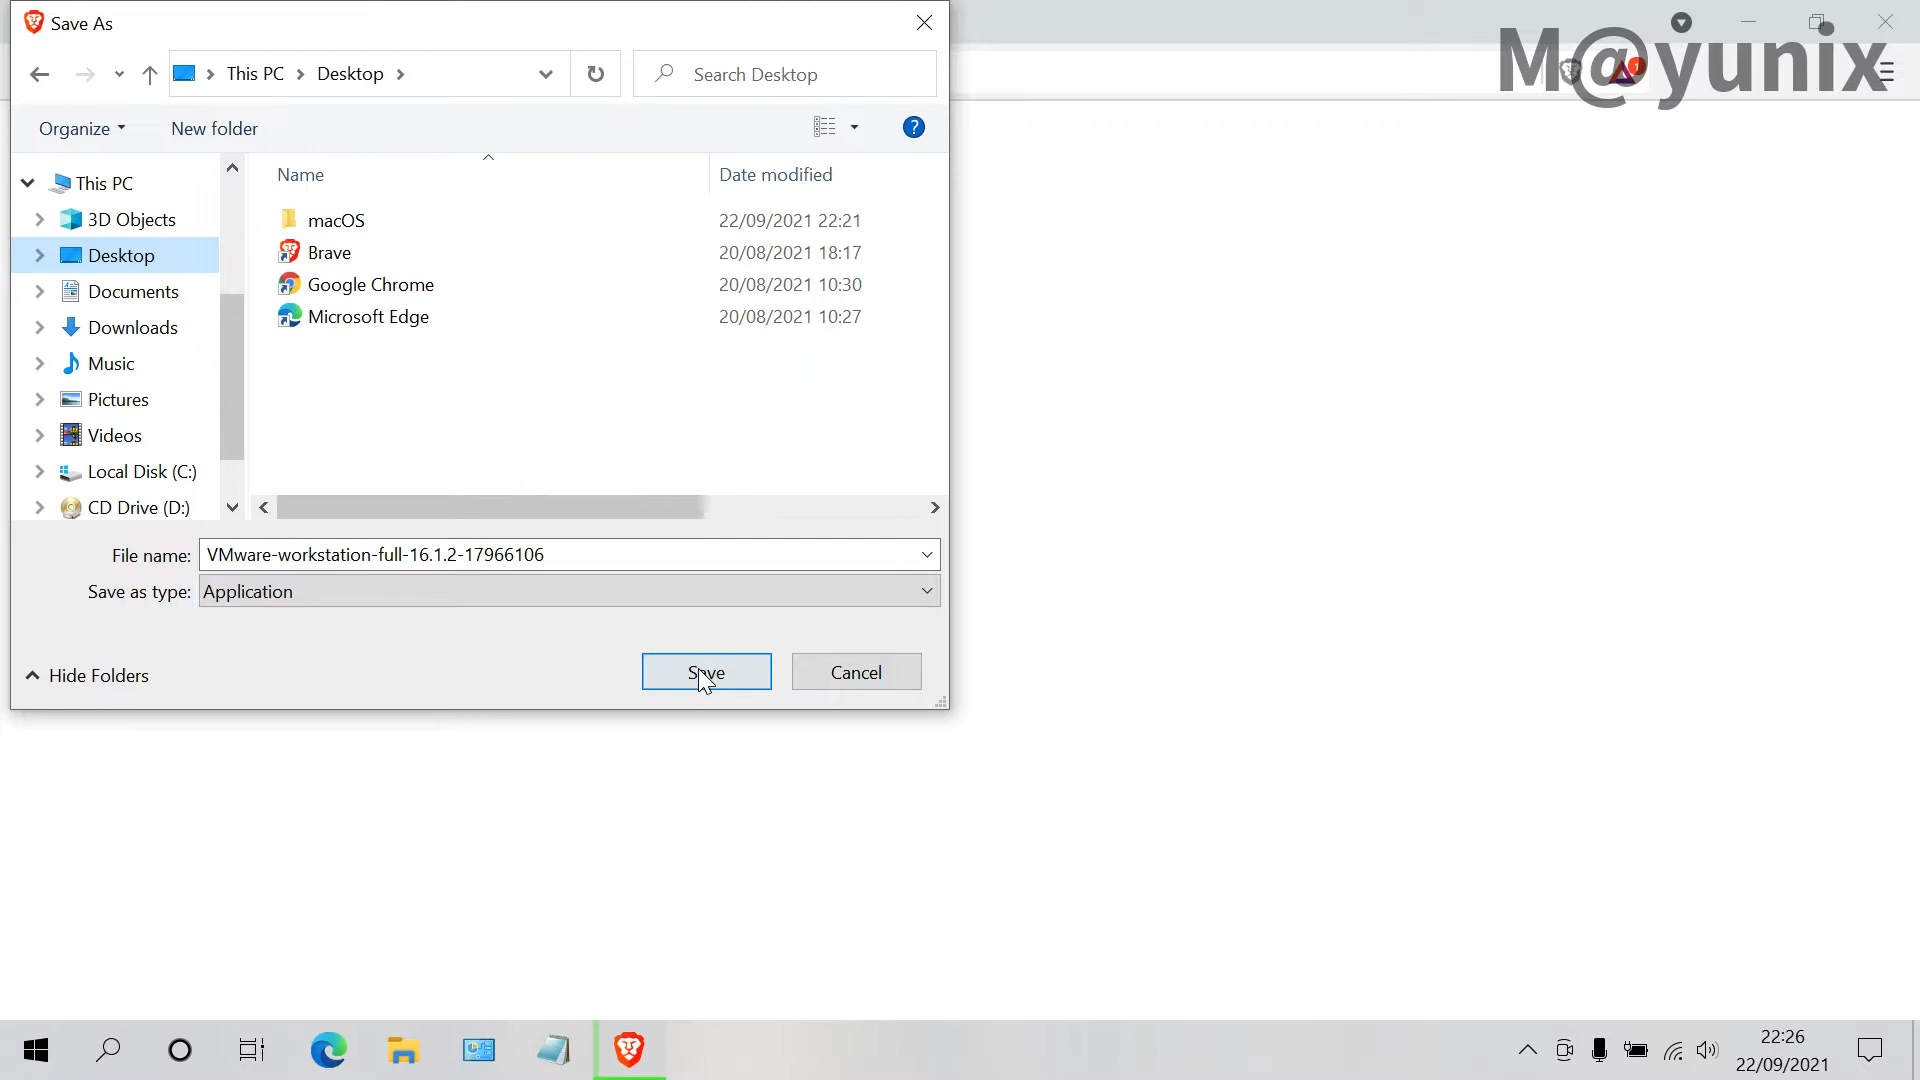 Save As
M@yunix
This PC
Desktop
Search Desktop
Organize
New folder
?
Name
Date modified
This PC
3D Objects
Desktop
Documents
Downloads
Music
Pictures
Videos
Local Disk (C:)
CD Drive (D:)
macOS 22/09/2021 22:21
Brave 20/08/2021 18:17
Google Chrome 20/08/2021 10:30
Microsoft Edge 20/08/2021 10:27
File name: VMware-workstation-full-16.1.2-17966106
Save as type: Application
Hide Folders
Save
Cancel
1
22:26
22/09/2021